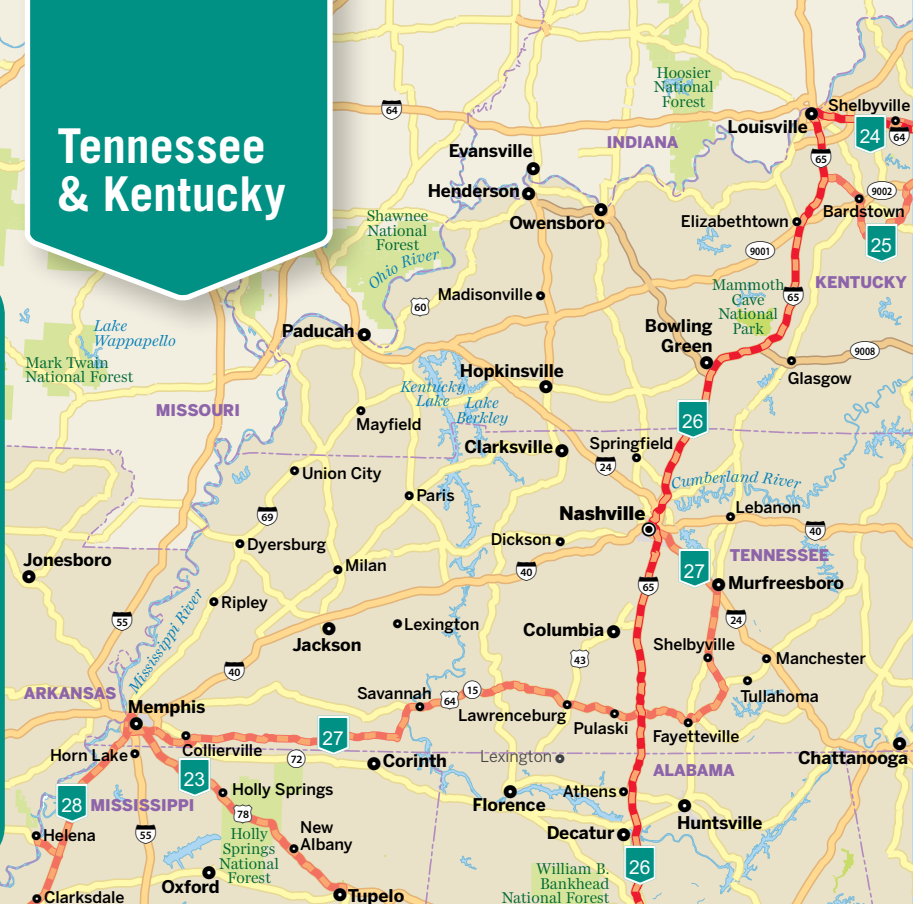 Tennessee
& Kentucky
64
Hoosier
National
Forest
Shelbyville
24
64
Louisville
INDIANA
65
Evansville
9002
Henderson
Bardstown
Owensboro
Elizabethtown
Shawnee
National
Forest
25
9001
Ohio River
KENTUCKY
Mammoth
Cave
National
Park
65
Madisonville
60
Lake
Wappapello
Paducah
Bowling
Green
9008
Mark Twain
National Forest
Hopkinsville
Glasgow
Kentucky
Lake
Lake
Berkley
MISSOURI
26
Mayfield
Springfield
Clarksville
24
Union City
Cumberland River
Paris
Lebanon
Nashville
69
40
Dickson
Dyersburg
TENNESSEE
Jonesboro
Milan
40
27
Murfreesboro
65
Ripley
55
24
Mississippi River
Lexington
Columbia
Jackson
Shelbyville
43
Manchester
40
ARKANSAS
Savannah
64
15
Tullahoma
Memphis
Lawrenceburg
Pulaski
27
Fayetteville
Collierville
Horn Lake
72
Lexington
Chattanooga
Corinth
ALABAMA
23
Holly Springs
Athens
28
MISSISSIPPI
Florence
78
Huntsville
Helena
55
Decatur
New
Albany
Holly
Springs
National
Forest
26
William B.
Bankhead
National Forest
Oxford
Clarksdale
Tupelo